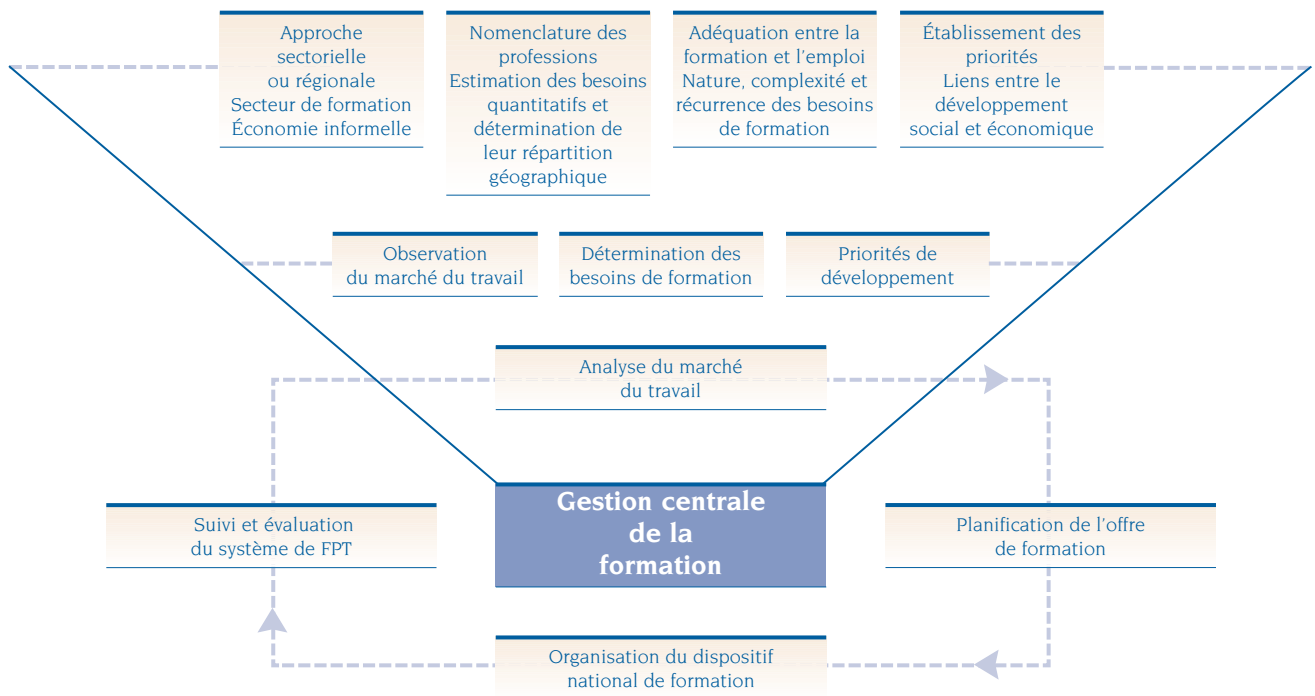 Approche
sectorielle
ou régionale
Secteur de formation
Économie informelle
Nomenclature des
professions
Estimation des besoins
quantitatifs et
détermination de
leur répartition
géographique
Adéquation entre la
formation et l'emploi
Nature, complexité et
récurrence des besoins
de formation
Établissement des
priorités
Liens entre le
développement
social et économique
Observation
du marché du travail
Détermination des
besoins de formation
Priorités de
développement
Analyse du marché
du travail
Gestion centrale
de la
formation
Suivi et évaluation
du système de FPT
Planification de l'offre
de formation
Organisation du dispositif
national de formation